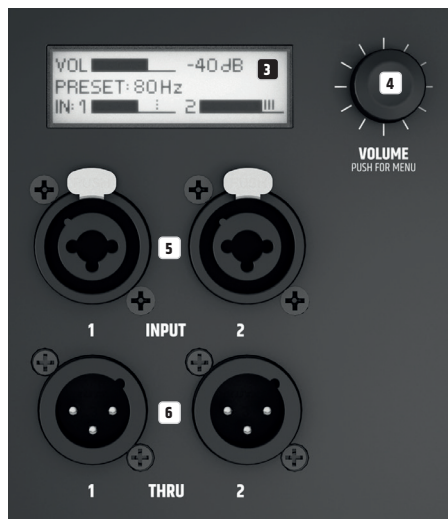 VOL -40dB
3
PRESET: 80Hz
IN: 1 2
4
VOLUME
PUSH FOR MENU
5
1 INPUT 2
6
1 THRU 2